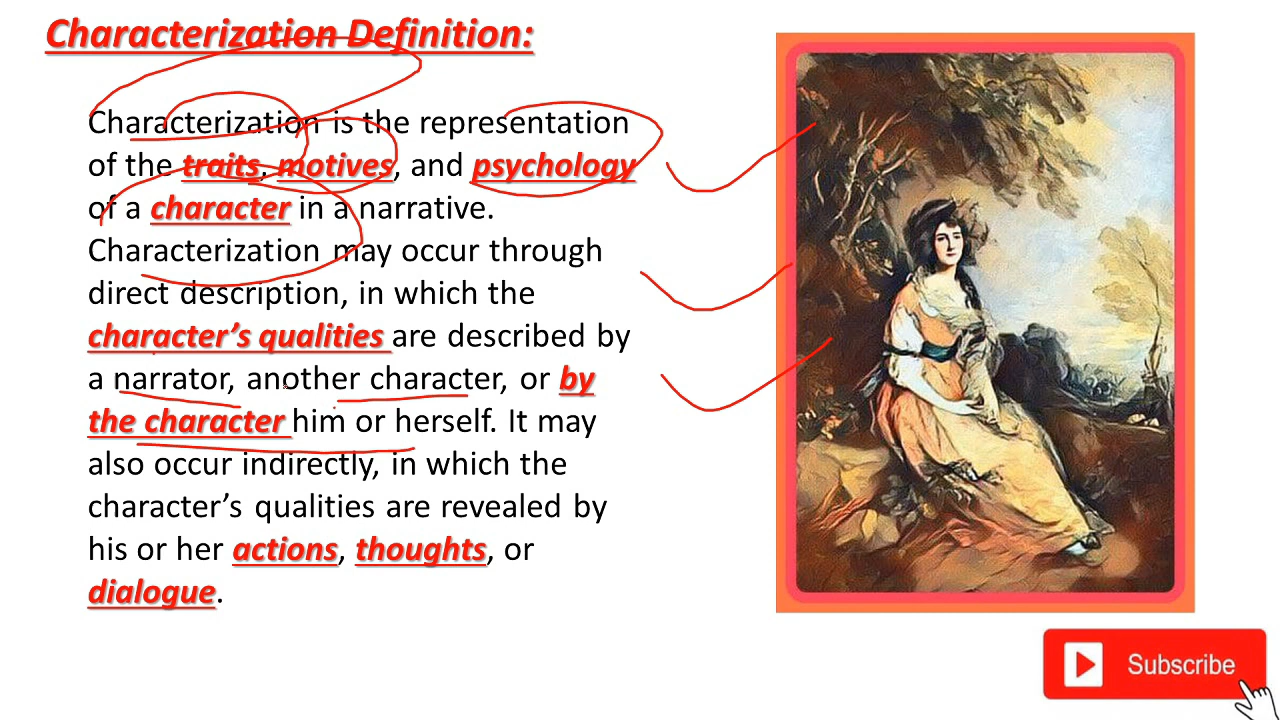 Characterization Definition:
Characterization is the representation
of the traits, motives, and psychology
of a character in a narrative.
Characterization may occur through
direct description, in which the
character’s qualities are described by
a narrator, another character, or by
the character him or herself. It may
also occur indirectly, in which the
character’s qualities are revealed by
his or her actions, thoughts, or
dialogue.
Subscribe